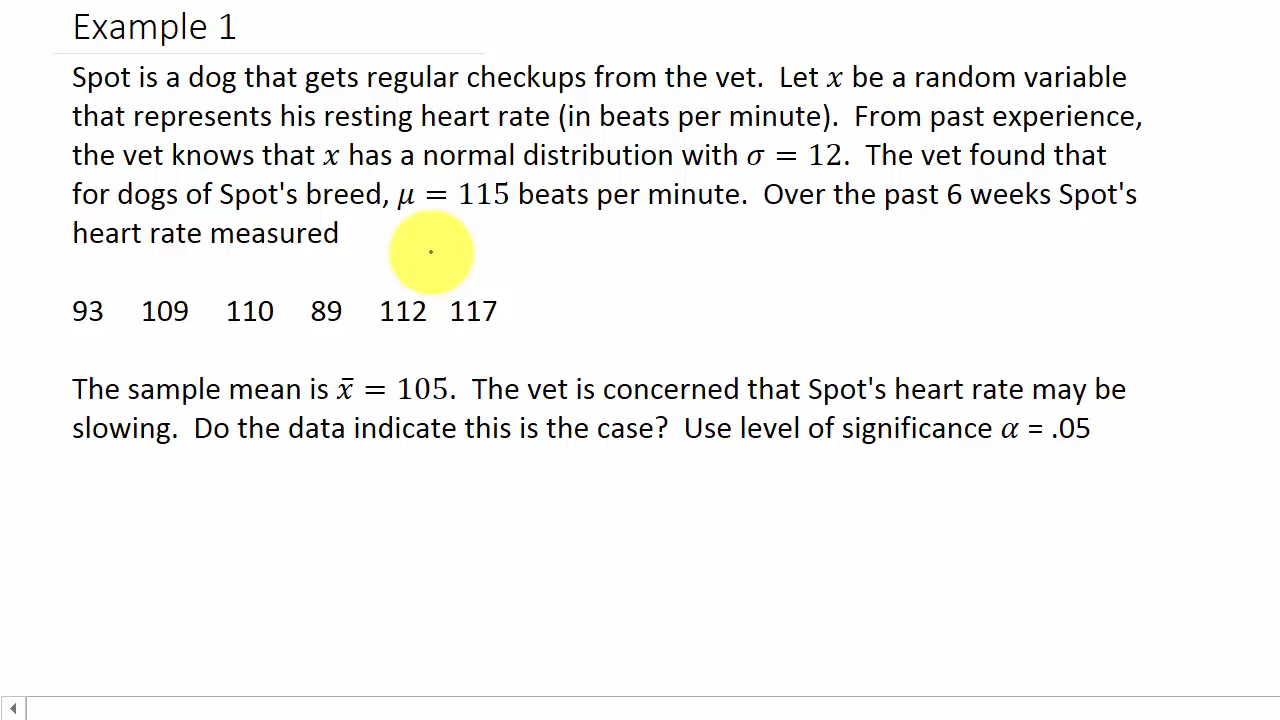 Example 1
Spot is a dog that gets regular checkups from the vet.  Let x be a random variable
that represents his resting heart rate (in beats per minute).  From past experience,
the vet knows that x has a normal distribution with σ = 12.  The vet found that
for dogs of Spot's breed, μ = 115 beats per minute.  Over the past 6 weeks Spot's
heart rate measured
93 109 110 89 112 117
The sample mean is x̄ = 105.  The vet is concerned that Spot's heart rate may be
slowing.  Do the data indicate this is the case?  Use level of significance α = .05